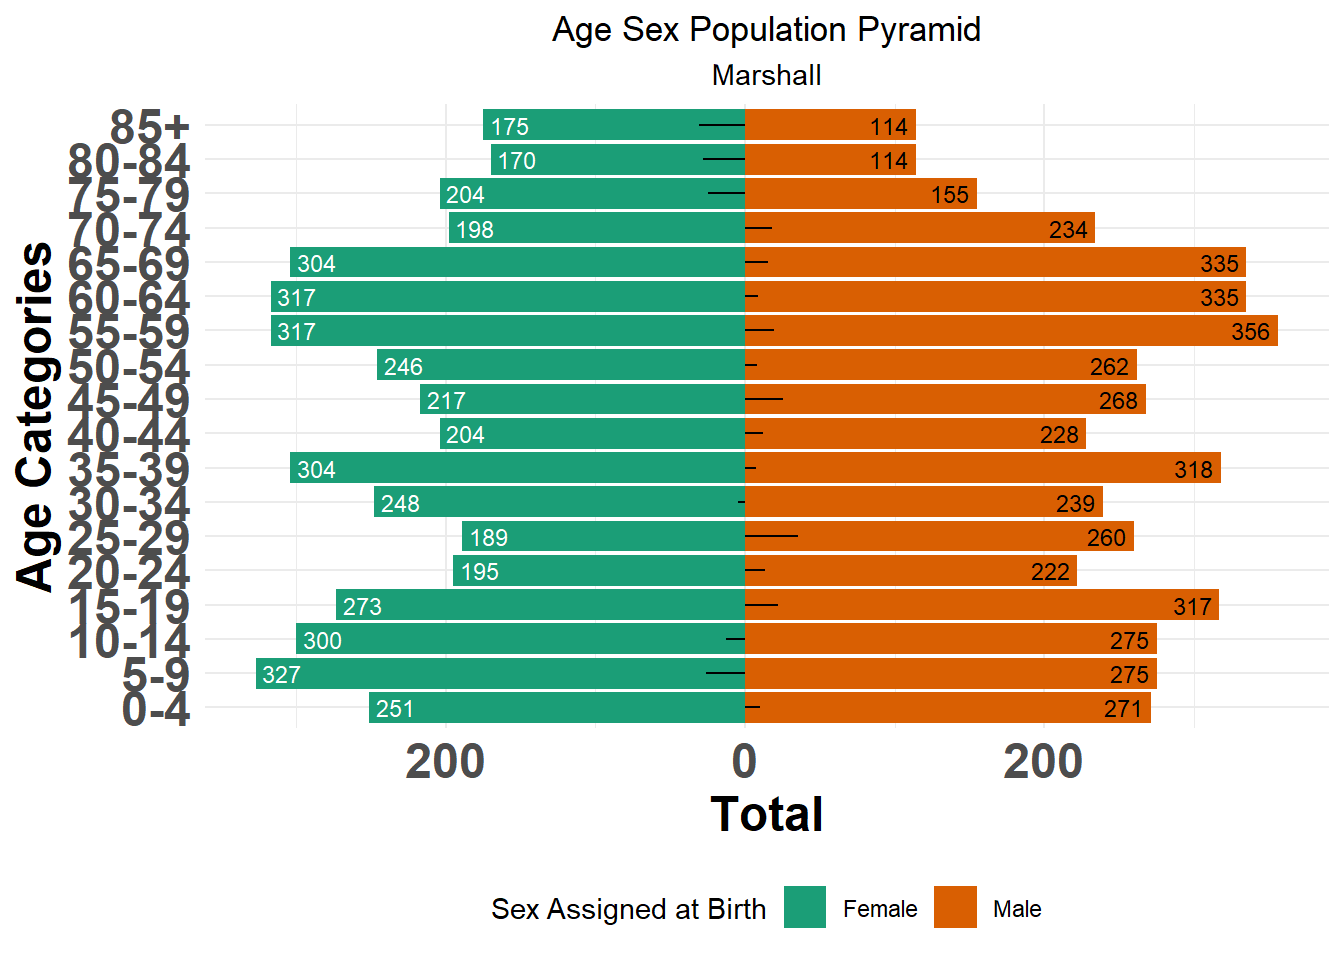 Age Sex Population Pyramid
Marshall
Age Categories
85+ 175 114
80-84 170 114
75-79 204 155
70-74 198 234
65-69 304 335
60-64 317 335
55-59 317 356
50-54 246 262
45-49 217 268
40-44 204 228
35-39 304 318
30-34 248 239
25-29 189 260
20-24 195 222
15-19 273 317
10-14 300 275
5-9 327 275
0-4 251 271
200 0 200
Total
Sex Assigned at Birth Female Male